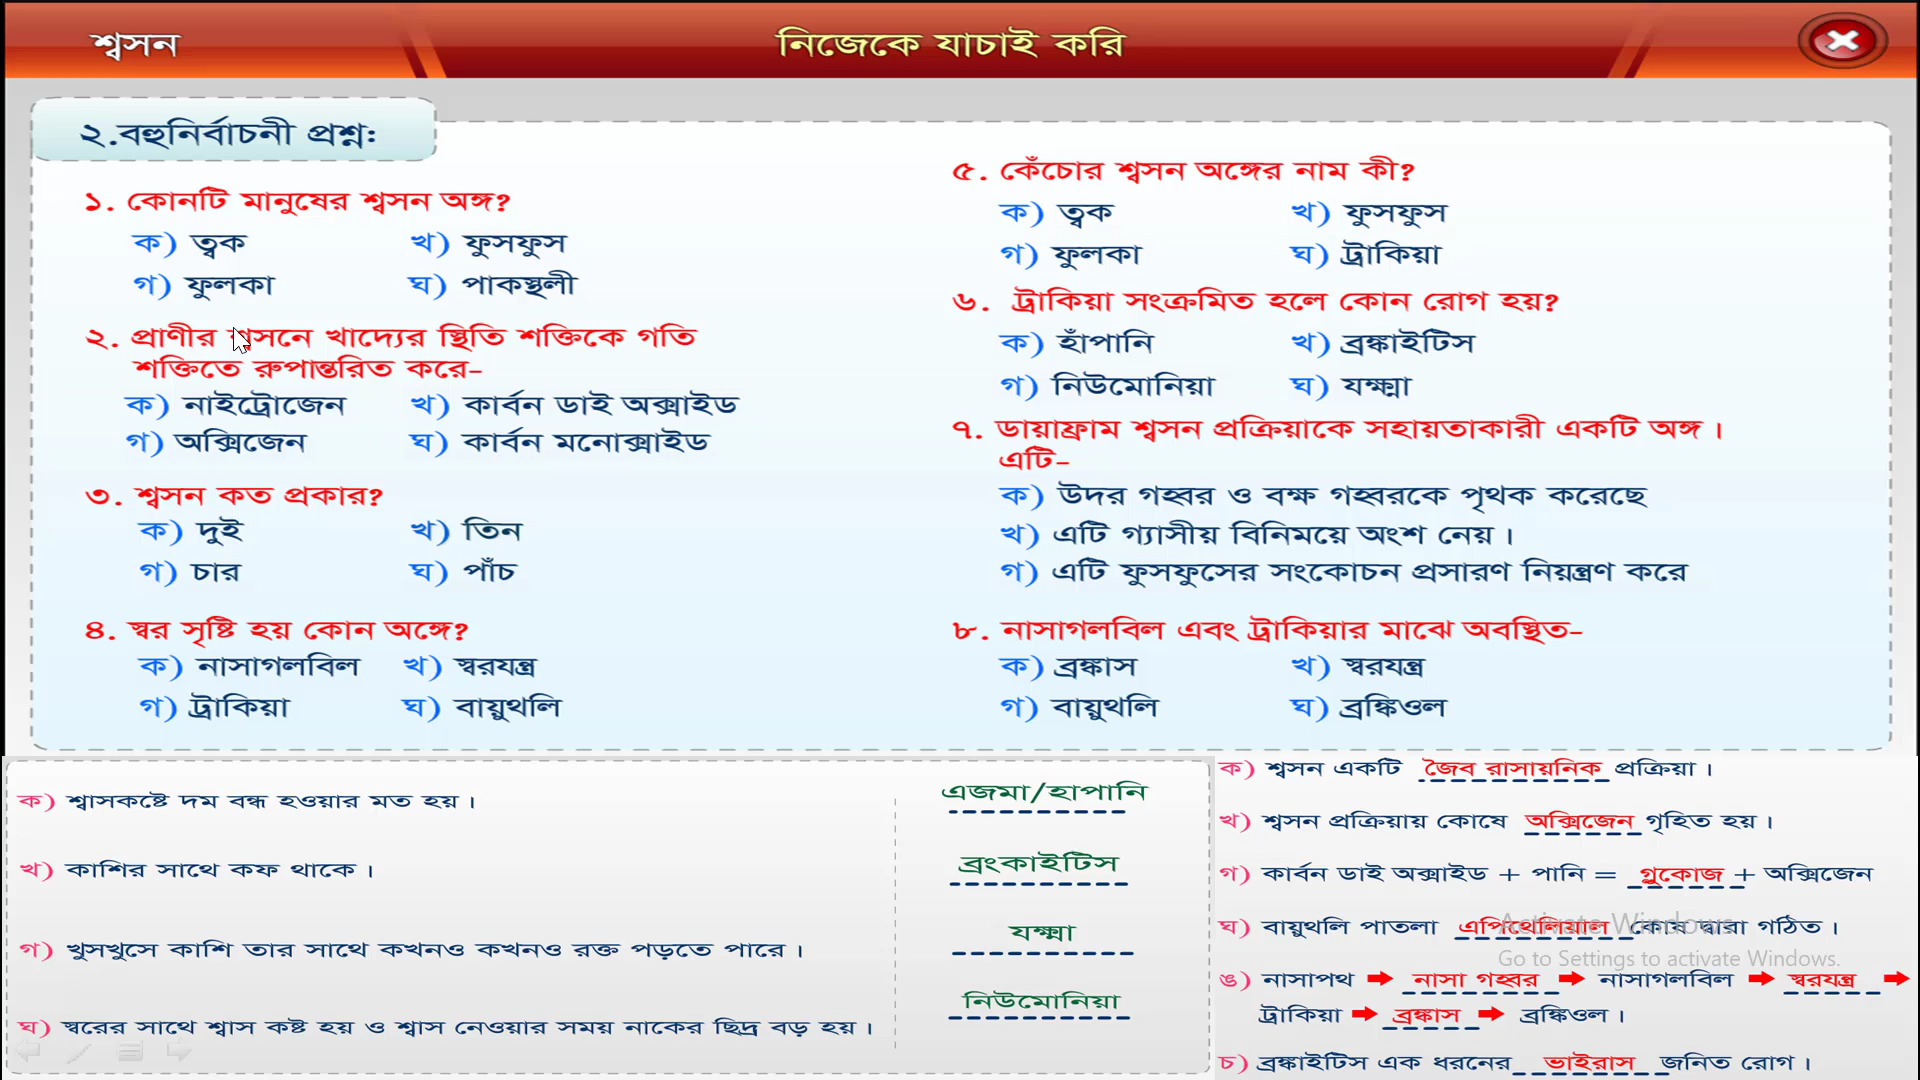 শ্বসন
নিজেকে যাচাই করি
২.বহুনির্বাচনী প্রশ্ন:
১. কোনটি মানুষের শ্বসন অঙ্গ?
ক) ত্বক খ) ফুসফুস
গ) ফুলকা ঘ) পাকস্থলী
২. প্রাণীর শ্বসনে খাদ্যের স্থিতি শক্তিকে গতি
শক্তিতে রুপান্তরিত করে-
ক) নাইট্রোজেন খ) কার্বন ডাই অক্সাইড
গ) অক্সিজেন ঘ) কার্বন মনোক্সাইড
৩. শ্বসন কত প্রকার?
ক) দুই খ) তিন
গ) চার ঘ) পাঁচ
৪. স্বর সৃষ্টি হয় কোন অঙ্গে?
ক) নাসাগলবিল খ) স্বরযন্ত্র
গ) ট্রাকিয়া ঘ) বায়ুথলি
৫. কেঁচোর শ্বসন অঙ্গের নাম কী?
ক) ত্বক খ) ফুসফুস
গ) ফুলকা ঘ) ট্রাকিয়া
৬. ট্রাকিয়া সংক্রমিত হলে কোন রোগ হয়?
ক) হাঁপানি খ) ব্রঙ্কাইটিস
গ) নিউমোনিয়া ঘ) যক্ষ্মা
৭. ডায়াফ্রাম শ্বসন প্রক্রিয়াকে সহায়তাকারী একটি অঙ্গ।
এটি-
ক) উদর গহ্বর ও বক্ষ গহ্বরকে পৃথক করেছে
খ) এটি গ্যাসীয় বিনিময়ে অংশ নেয়।
গ) এটি ফুসফুসের সংকোচন প্রসারণ নিয়ন্ত্রণ করে
৮. নাসাগলবিল এবং ট্রাকিয়ার মাঝে অবস্থিত-
ক) ব্রঙ্কাস খ) স্বরযন্ত্র
গ) বায়ুথলি ঘ) ব্রঙ্কিওল
ক) শ্বাসকষ্টে দম বন্ধ হওয়ার মত হয়। এজমা/হাপানি
খ) কাশির সাথে কফ থাকে। ব্রংকাইটিস
গ) খুসখুসে কাশি তার সাথে কখনও কখনও রক্ত পড়তে পারে। যক্ষ্মা
ঘ) স্বরের সাথে শ্বাস কষ্ট হয় ও শ্বাস নেওয়ার সময় নাকের ছিদ্র বড় হয়। নিউমোনিয়া
ক) শ্বসন একটি জৈব রাসায়নিক প্রক্রিয়া।
খ) শ্বসন প্রক্রিয়ায় কোষে অক্সিজেন গৃহিত হয়।
গ) কার্বন ডাই অক্সাইড + পানি = গ্লুকোজ + অক্সিজেন
ঘ) বায়ুথলি পাতলা এপিথেলিয়াল কোষ দ্বারা গঠিত।
ঙ) নাসাপথ ➡ নাসা গহ্বর ➡ নাসাগলবিল ➡ স্বরযন্ত্র ➡
ট্রাকিয়া ➡ ব্রঙ্কাস ➡ ব্রঙ্কিওল।
চ) ব্রঙ্কাইটিস এক ধরনের ভাইরাস জনিত রোগ।
Activate Windows
Go to Settings to activate Windows.